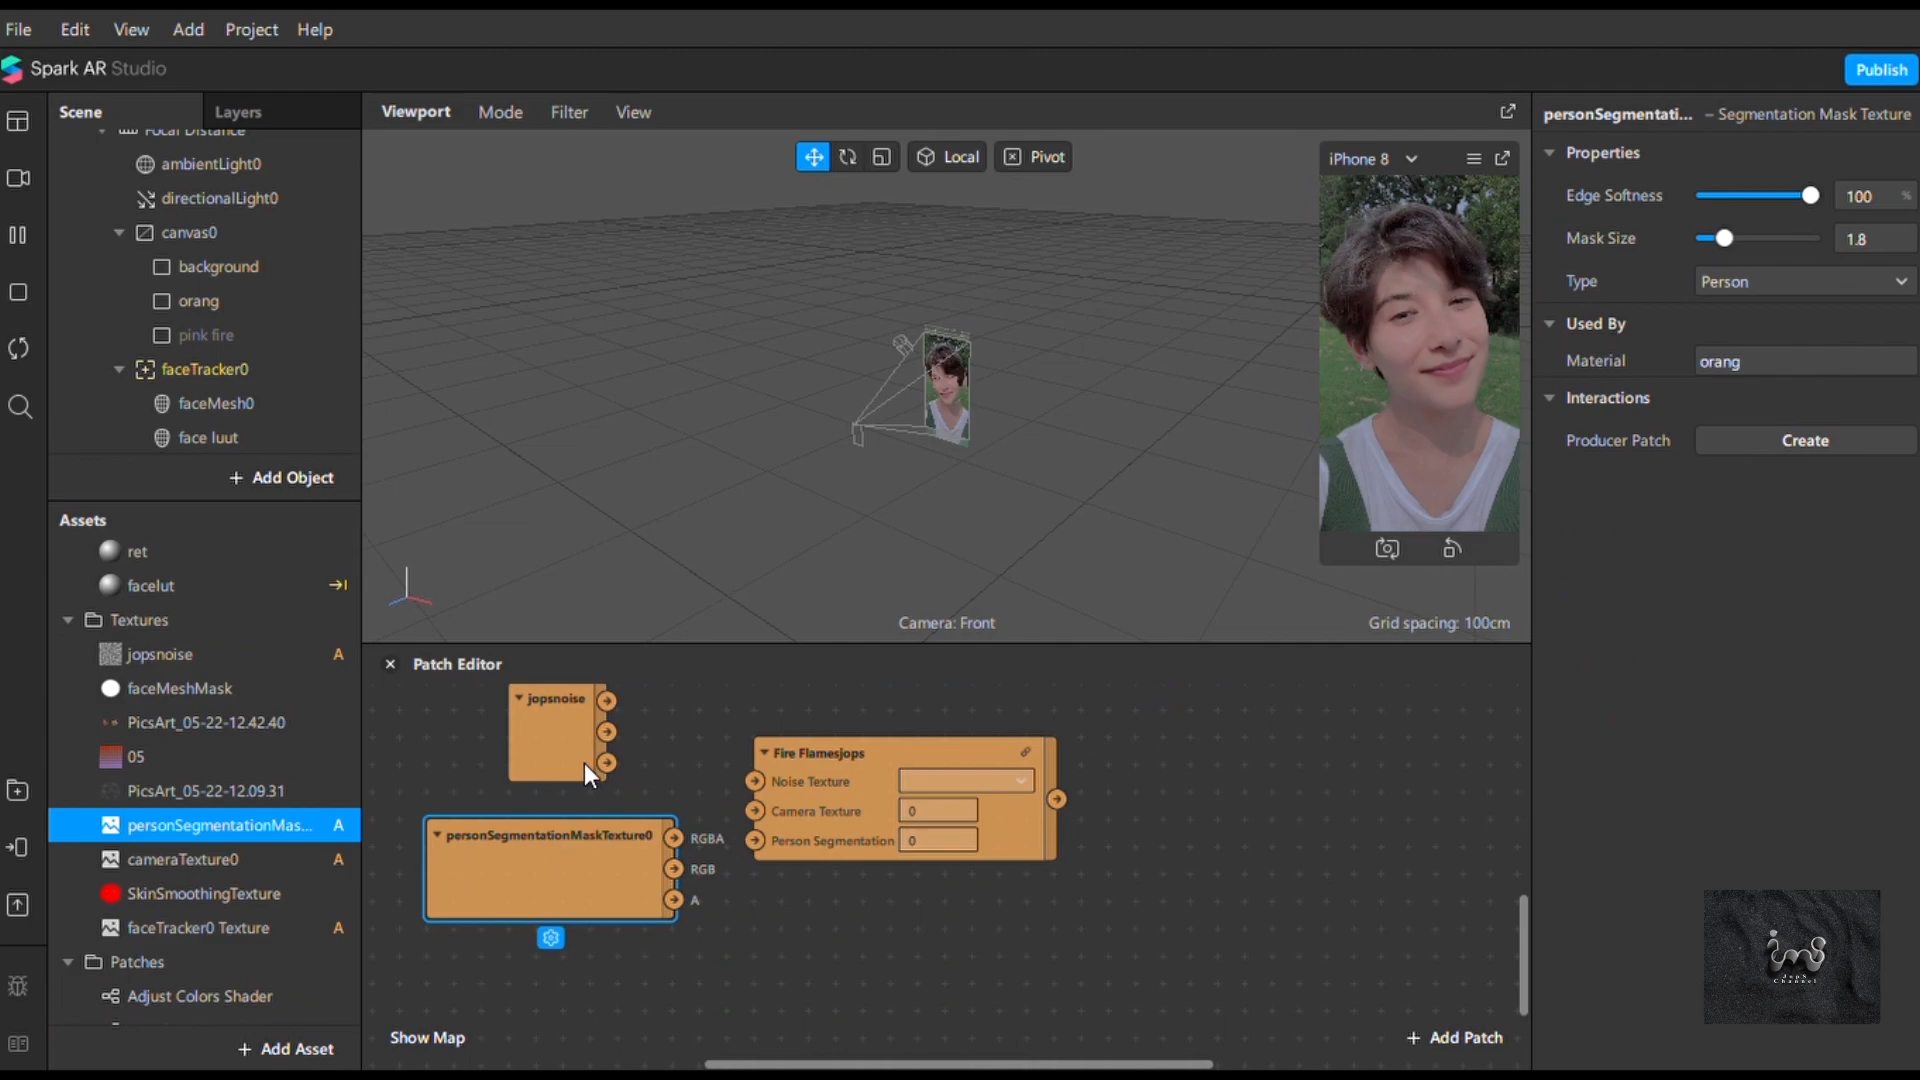 File Edit View Add Project Help
Spark AR Studio
Publish
Scene Layers
Focal Distance
ambientLight0
directionalLight0
canvas0
background
orang
pink fire
faceTracker0
faceMesh0
face luut
+ Add Object
Assets
ret
facelut
Textures
jopsnoise A
faceMeshMask
PicsArt_05-22-12.42.40
05
PicsArt_05-22-12.09.31
personSegmentationMas... A
cameraTexture0 A
SkinSmoothingTexture
faceTracker0 Texture A
Patches
Adjust Colors Shader
+ Add Asset
Viewport Mode Filter View
Local Pivot
iPhone 8
Camera: Front
Grid spacing: 100cm
Patch Editor
jopsnoise
personSegmentationMaskTexture0
RGBA
RGB
A
Fire Flamesjops
Noise Texture
Camera Texture 0
Person Segmentation 0
Show Map
+ Add Patch
personSegmentati... – Segmentation Mask Texture
Properties
Edge Softness 100 %
Mask Size 1.8
Type Person
Used By
Material orang
Interactions
Producer Patch Create
JopS
Channel